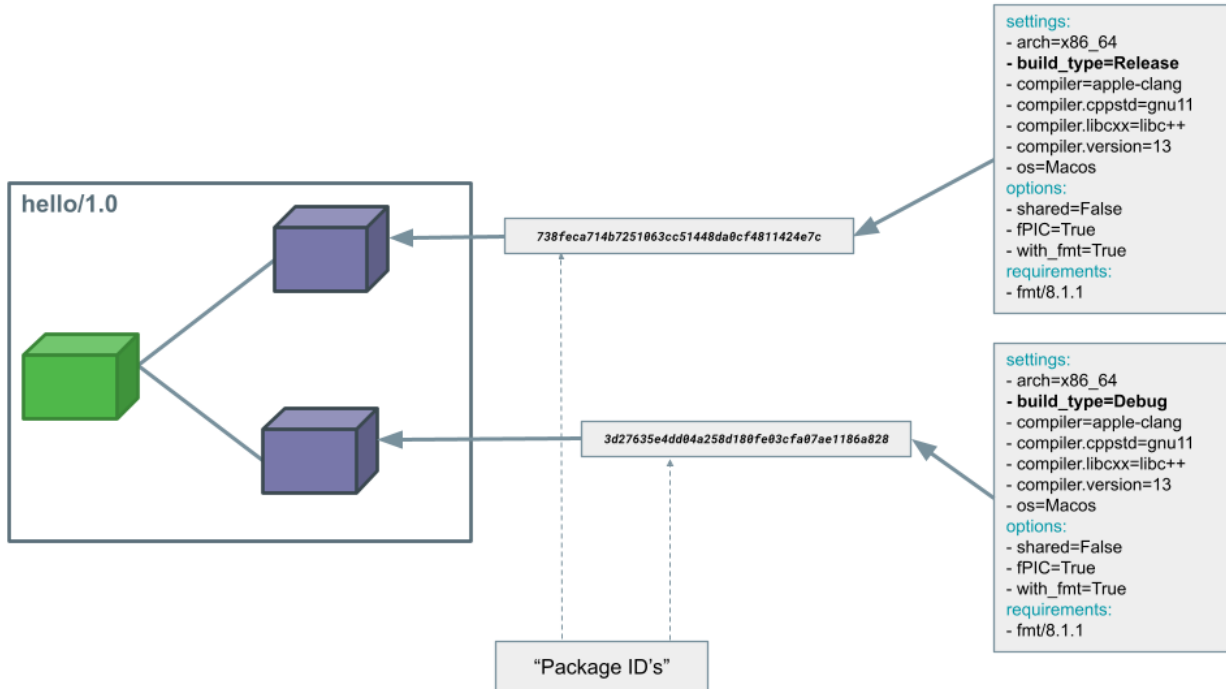 hello/1.0
738feca714b7251063cc51448da0cf4811424e7c
3d27635e4dd04a258d180fe03cfa07ae1186a828
“Package ID’s”
settings:
- arch=x86_64
- build_type=Release
- compiler=apple-clang
- compiler.cppstd=gnu11
- compiler.libcxx=libc++
- compiler.version=13
- os=Macos
options:
- shared=False
- fPIC=True
- with_fmt=True
requirements:
- fmt/8.1.1
settings:
- arch=x86_64
- build_type=Debug
- compiler=apple-clang
- compiler.cppstd=gnu11
- compiler.libcxx=libc++
- compiler.version=13
- os=Macos
options:
- shared=False
- fPIC=True
- with_fmt=True
requirements:
- fmt/8.1.1